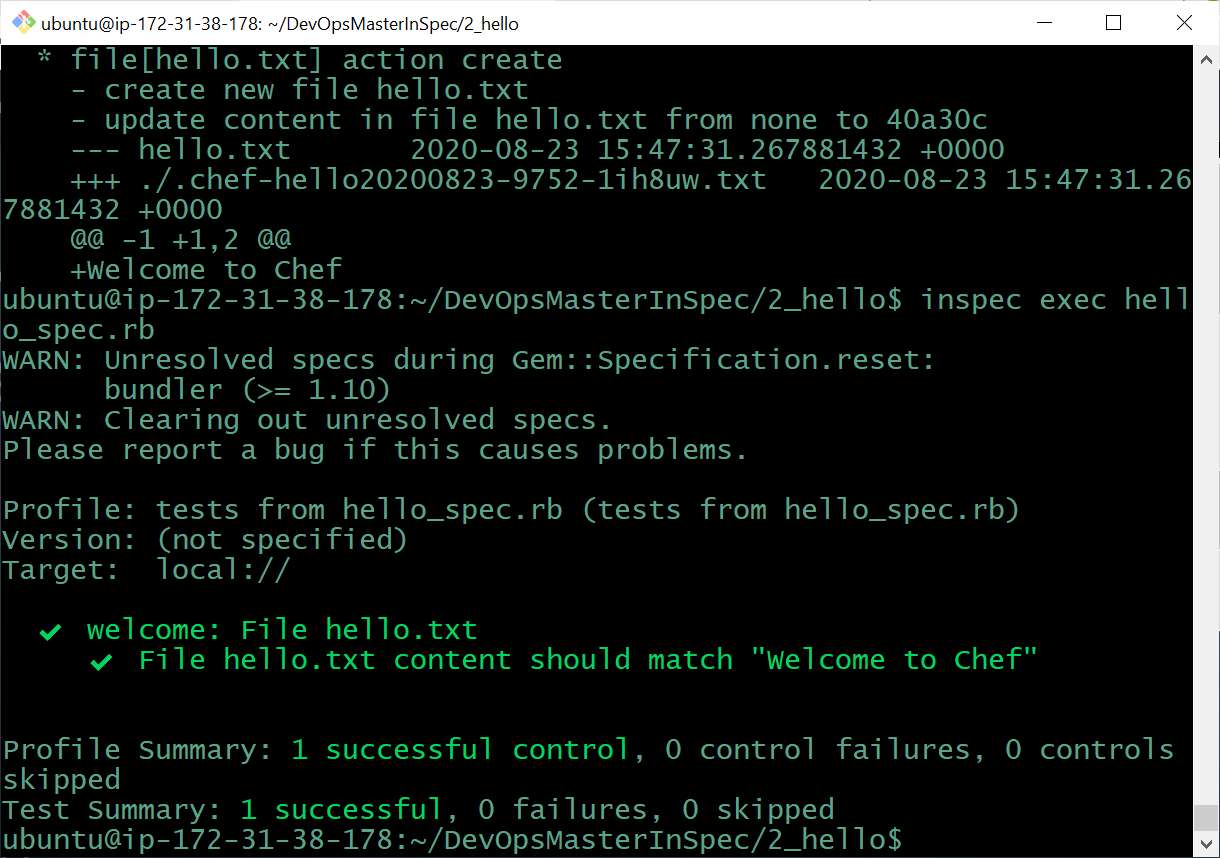 ubuntu@ip-172-31-38-178: ~/DevOpsMasterInSpec/2_hello
* file[hello.txt] action create
- create new file hello.txt
- update content in file hello.txt from none to 40a30c
--- hello.txt       2020-08-23 15:47:31.267881432 +0000
+++ ./.chef-hello20200823-9752-1ih8uw.txt   2020-08-23 15:47:31.26
7881432 +0000
@@ -1 +1,2 @@
+Welcome to Chef
ubuntu@ip-172-31-38-178:~/DevOpsMasterInSpec/2_hello$ inspec exec hell
o_spec.rb
WARN: Unresolved specs during Gem::Specification.reset:
bundler (>= 1.10)
WARN: Clearing out unresolved specs.
Please report a bug if this causes problems.
Profile: tests from hello_spec.rb (tests from hello_spec.rb)
Version: (not specified)
Target:  local://
✔ welcome: File hello.txt
✔ File hello.txt content should match "Welcome to Chef"
Profile Summary: 1 successful control, 0 control failures, 0 controls
skipped
Test Summary: 1 successful, 0 failures, 0 skipped
ubuntu@ip-172-31-38-178:~/DevOpsMasterInSpec/2_hello$